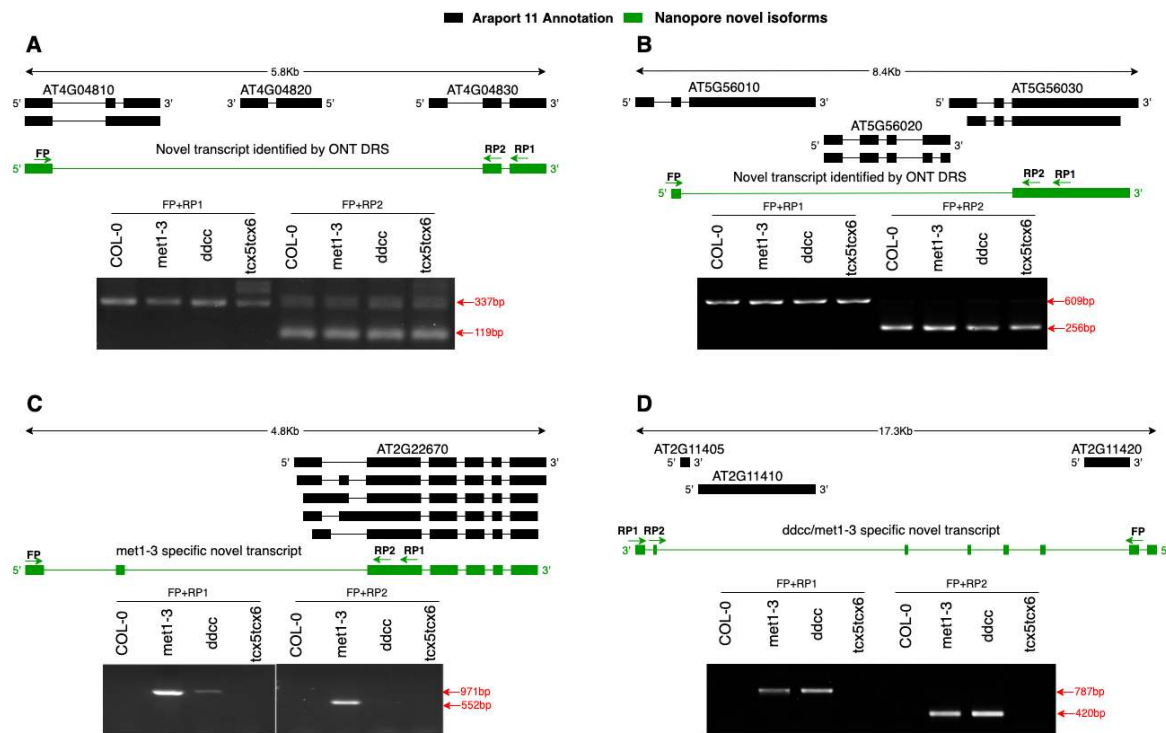 Araport 11 Annotation Nanopore novel isoforms
A
5.8Kb
AT4G04810 AT4G04820 AT4G04830
5' 3' 3' 5' 5' 3'
Novel transcript identified by ONT DRS
FP RP2 RP1
5' 3'
FP+RP1 FP+RP2
COL-0 met1-3 ddcc tcx5tcx6 COL-0 met1-3 ddcc tcx5tcx6
337bp
119bp
B
8.4Kb
AT5G56010 AT5G56030
5' 3' 5' 3'
AT5G56020
5' 3'
Novel transcript identified by ONT DRS
FP RP2 RP1
5' 3'
FP+RP1 FP+RP2
COL-0 met1-3 ddcc tcx5tcx6 COL-0 met1-3 ddcc tcx5tcx6
609bp
256bp
C
4.8Kb
AT2G22670
5' 3'
met1-3 specific novel transcript
FP RP2 RP1
5' 3'
FP+RP1 FP+RP2
COL-0 met1-3 ddcc tcx5tcx6 COL-0 met1-3 ddcc tcx5tcx6
971bp
552bp
D
17.3Kb
AT2G11405 AT2G11420
5' 3' 5' 3'
AT2G11410
5' 3'
ddcc/met1-3 specific novel transcript
RP1 RP2 FP
3' 5'
FP+RP1 FP+RP2
COL-0 met1-3 ddcc tcx5tcx6 COL-0 met1-3 ddcc tcx5tcx6
787bp
420bp